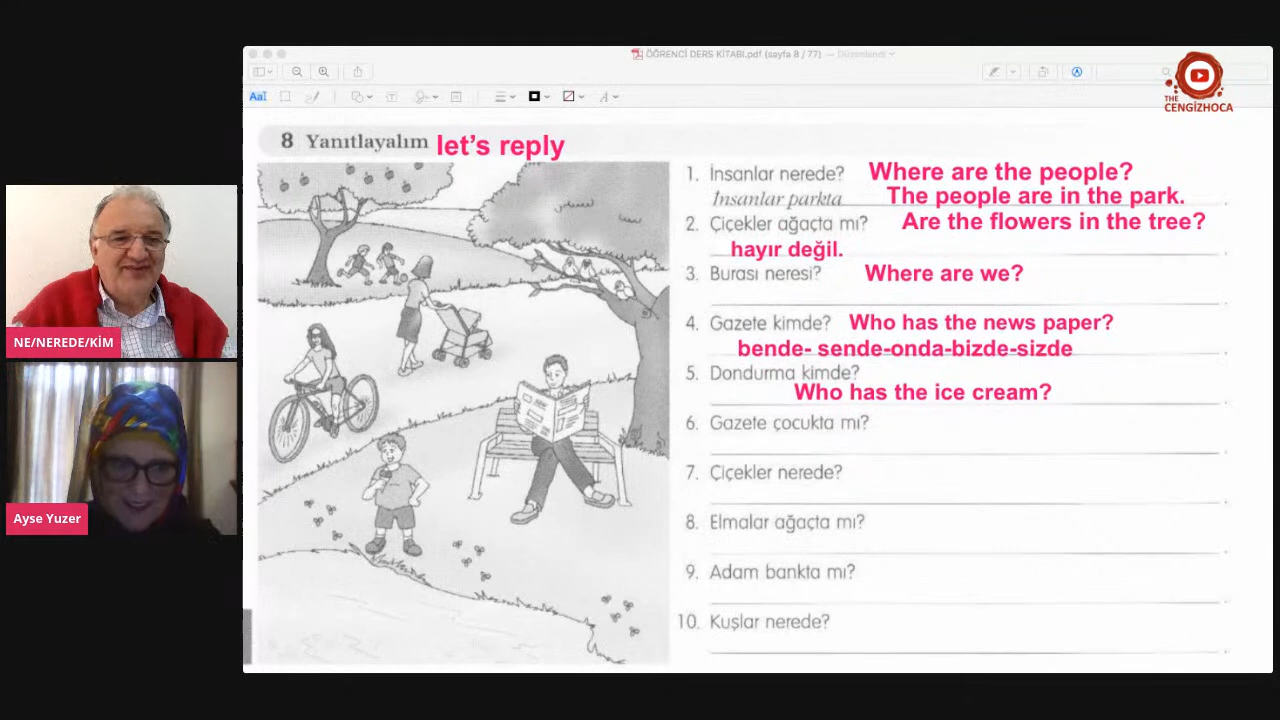 ÖĞRENCİ DERS KİTABI.pdf (sayfa 8 / 77) — Düzenlendi
THE
CENGİZHOCA
8 Yanıtlayalım let's reply
1. İnsanlar nerede? Where are the people?
İnsanlar parkta The people are in the park.
2. Çiçekler ağaçta mı? Are the flowers in the tree?
hayır değil.
3. Burası neresi? Where are we?
4. Gazete kimde? Who has the news paper?
bende- sende-onda-bizde-sizde
5. Dondurma kimde?
Who has the ice cream?
6. Gazete çocukta mı?
7. Çiçekler nerede?
8. Elmalar ağaçta mı?
9. Adam bankta mı?
10. Kuşlar nerede?
NE/NEREDE/KİM
Ayse Yuzer